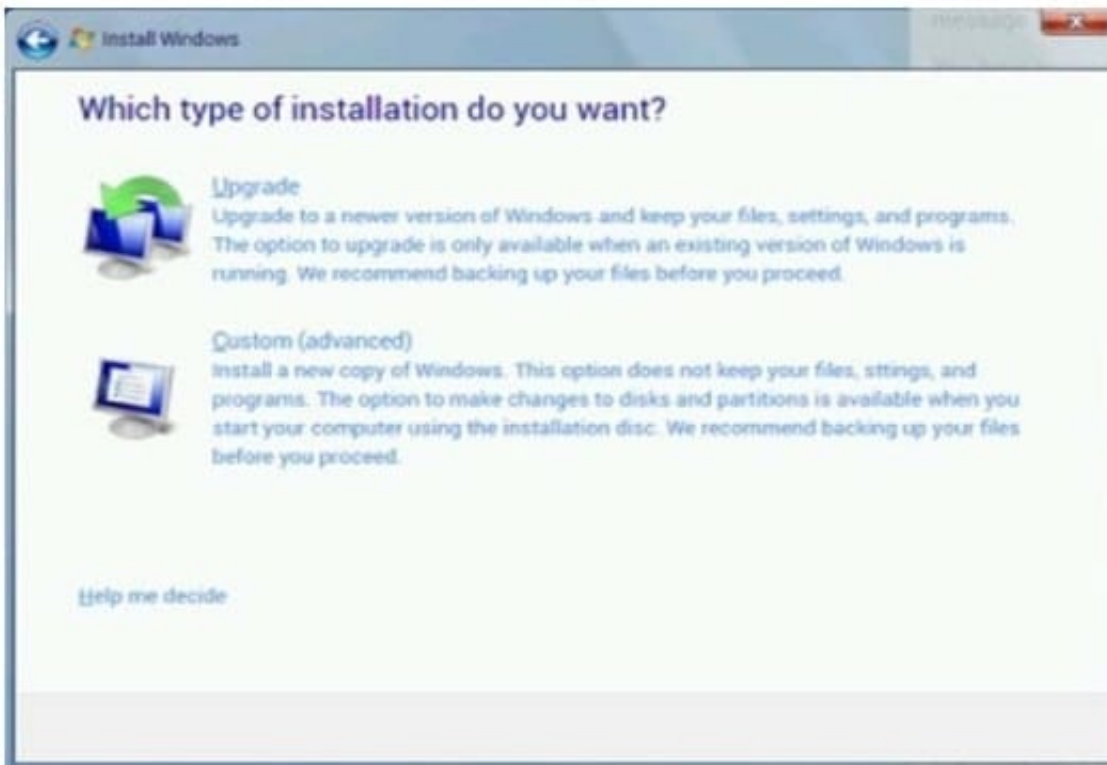 message
Install Windows
Which type of installation do you want?
Upgrade
Upgrade to a newer version of Windows and keep your files, settings, and programs.
The option to upgrade is only available when an existing version of Windows is
running. We recommend backing up your files before you proceed.
Custom (advanced)
Install a new copy of Windows. This option does not keep your files, sttings, and
programs. The option to make changes to disks and partitions is available when you
start your computer using the installation disc. We recommend backing up your files
before you proceed.
Help me decide